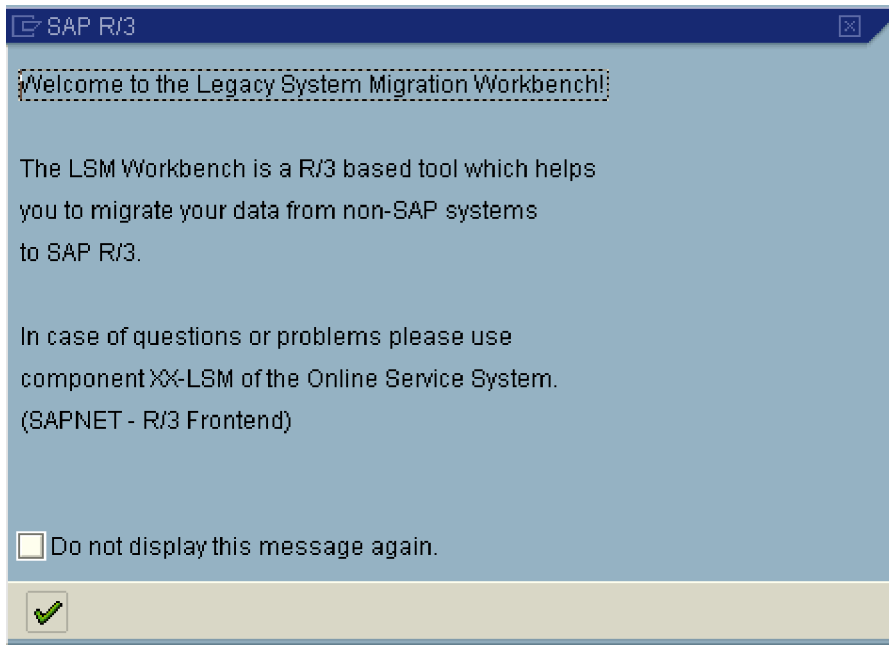 SAP R/3
Welcome to the Legacy System Migration Workbench!
The LSM Workbench is a R/3 based tool which helps
you to migrate your data from non-SAP systems
to SAP R/3.
In case of questions or problems please use
component XX-LSM of the Online Service System.
(SAPNET - R/3 Frontend)
Do not display this message again.